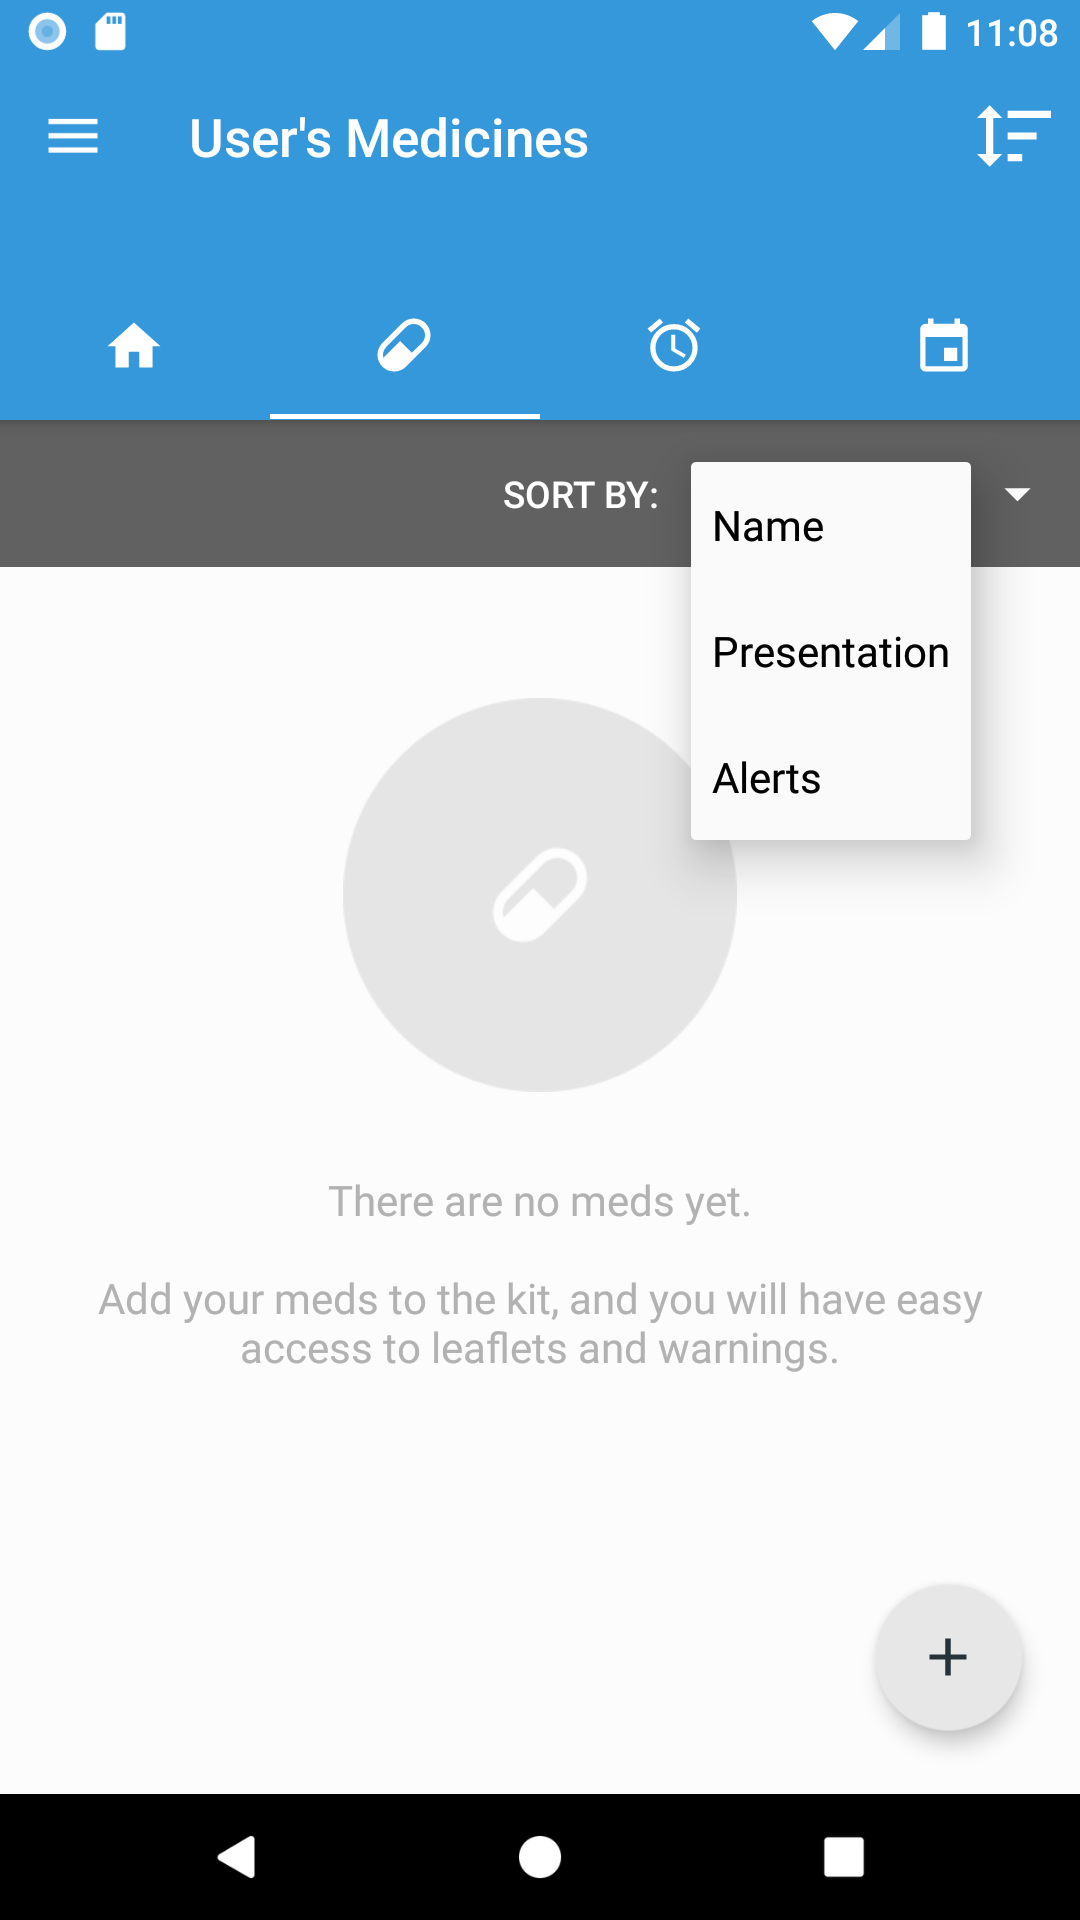 11:08
User's Medicines
SORT BY:
Name
Presentation
Alerts
There are no meds yet.
Add your meds to the kit, and you will have easy
access to leaflets and warnings.